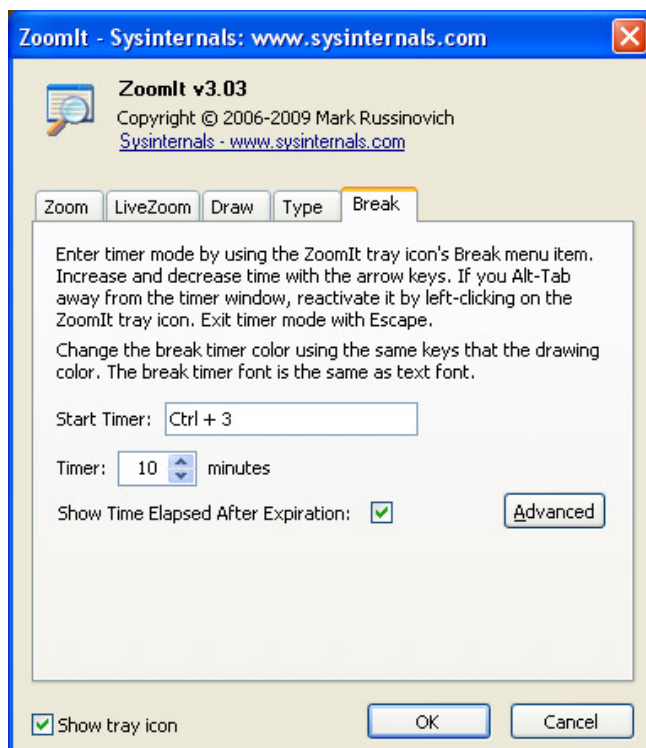 ZoomIt - Sysinternals: www.sysinternals.com
ZoomIt v3.03
Copyright © 2006-2009 Mark Russinovich
Sysinternals - www.sysinternals.com
Zoom LiveZoom Draw Type Break
Enter timer mode by using the ZoomIt tray icon's Break menu item.
Increase and decrease time with the arrow keys. If you Alt-Tab
away from the timer window, reactivate it by left-clicking on the
ZoomIt tray icon. Exit timer mode with Escape.
Change the break timer color using the same keys that the drawing
color. The break timer font is the same as text font.
Start Timer: Ctrl + 3
Timer: 10 minutes
Show Time Elapsed After Expiration: Advanced
Show tray icon OK Cancel